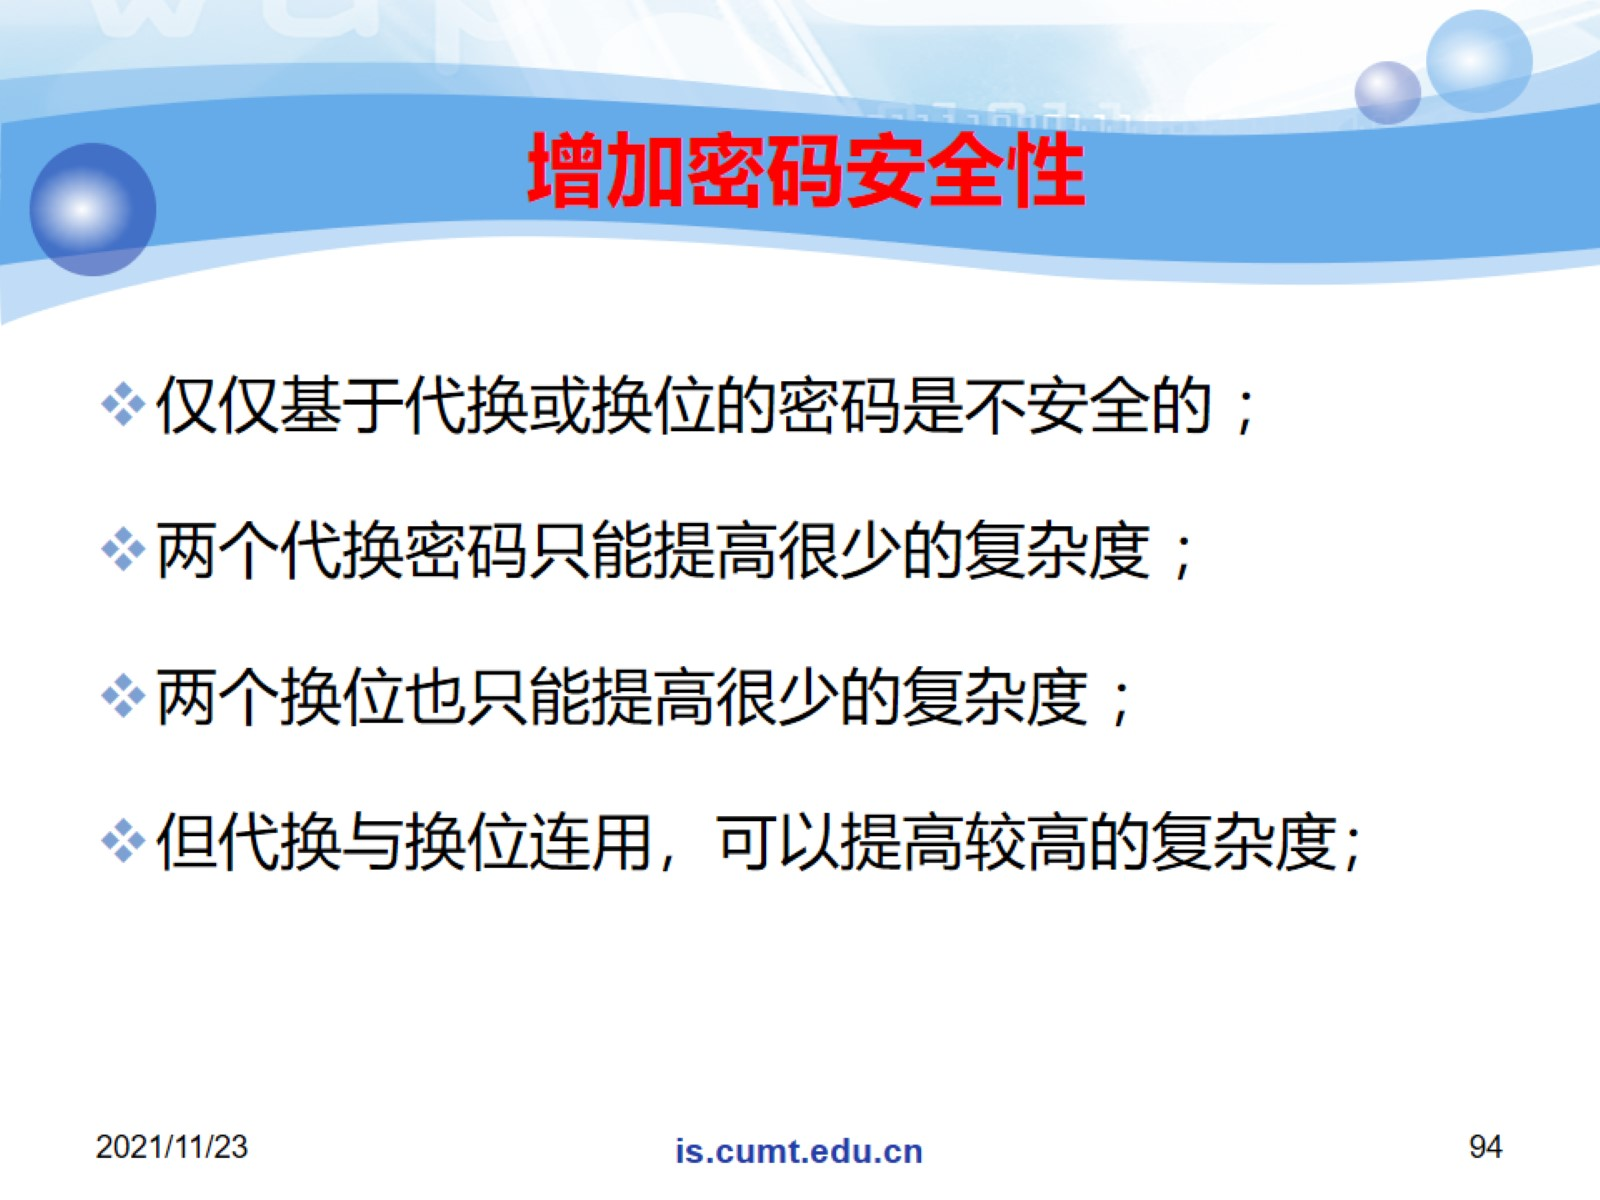 增加密码安全性
仅仅基于代换或换位的密码是不安全的；
两个代换密码只能提高很少的复杂度；
两个换位也只能提高很少的复杂度；
但代换与换位连用，可以提高较高的复杂度；
2021/11/23
is.cumt.edu.cn
94